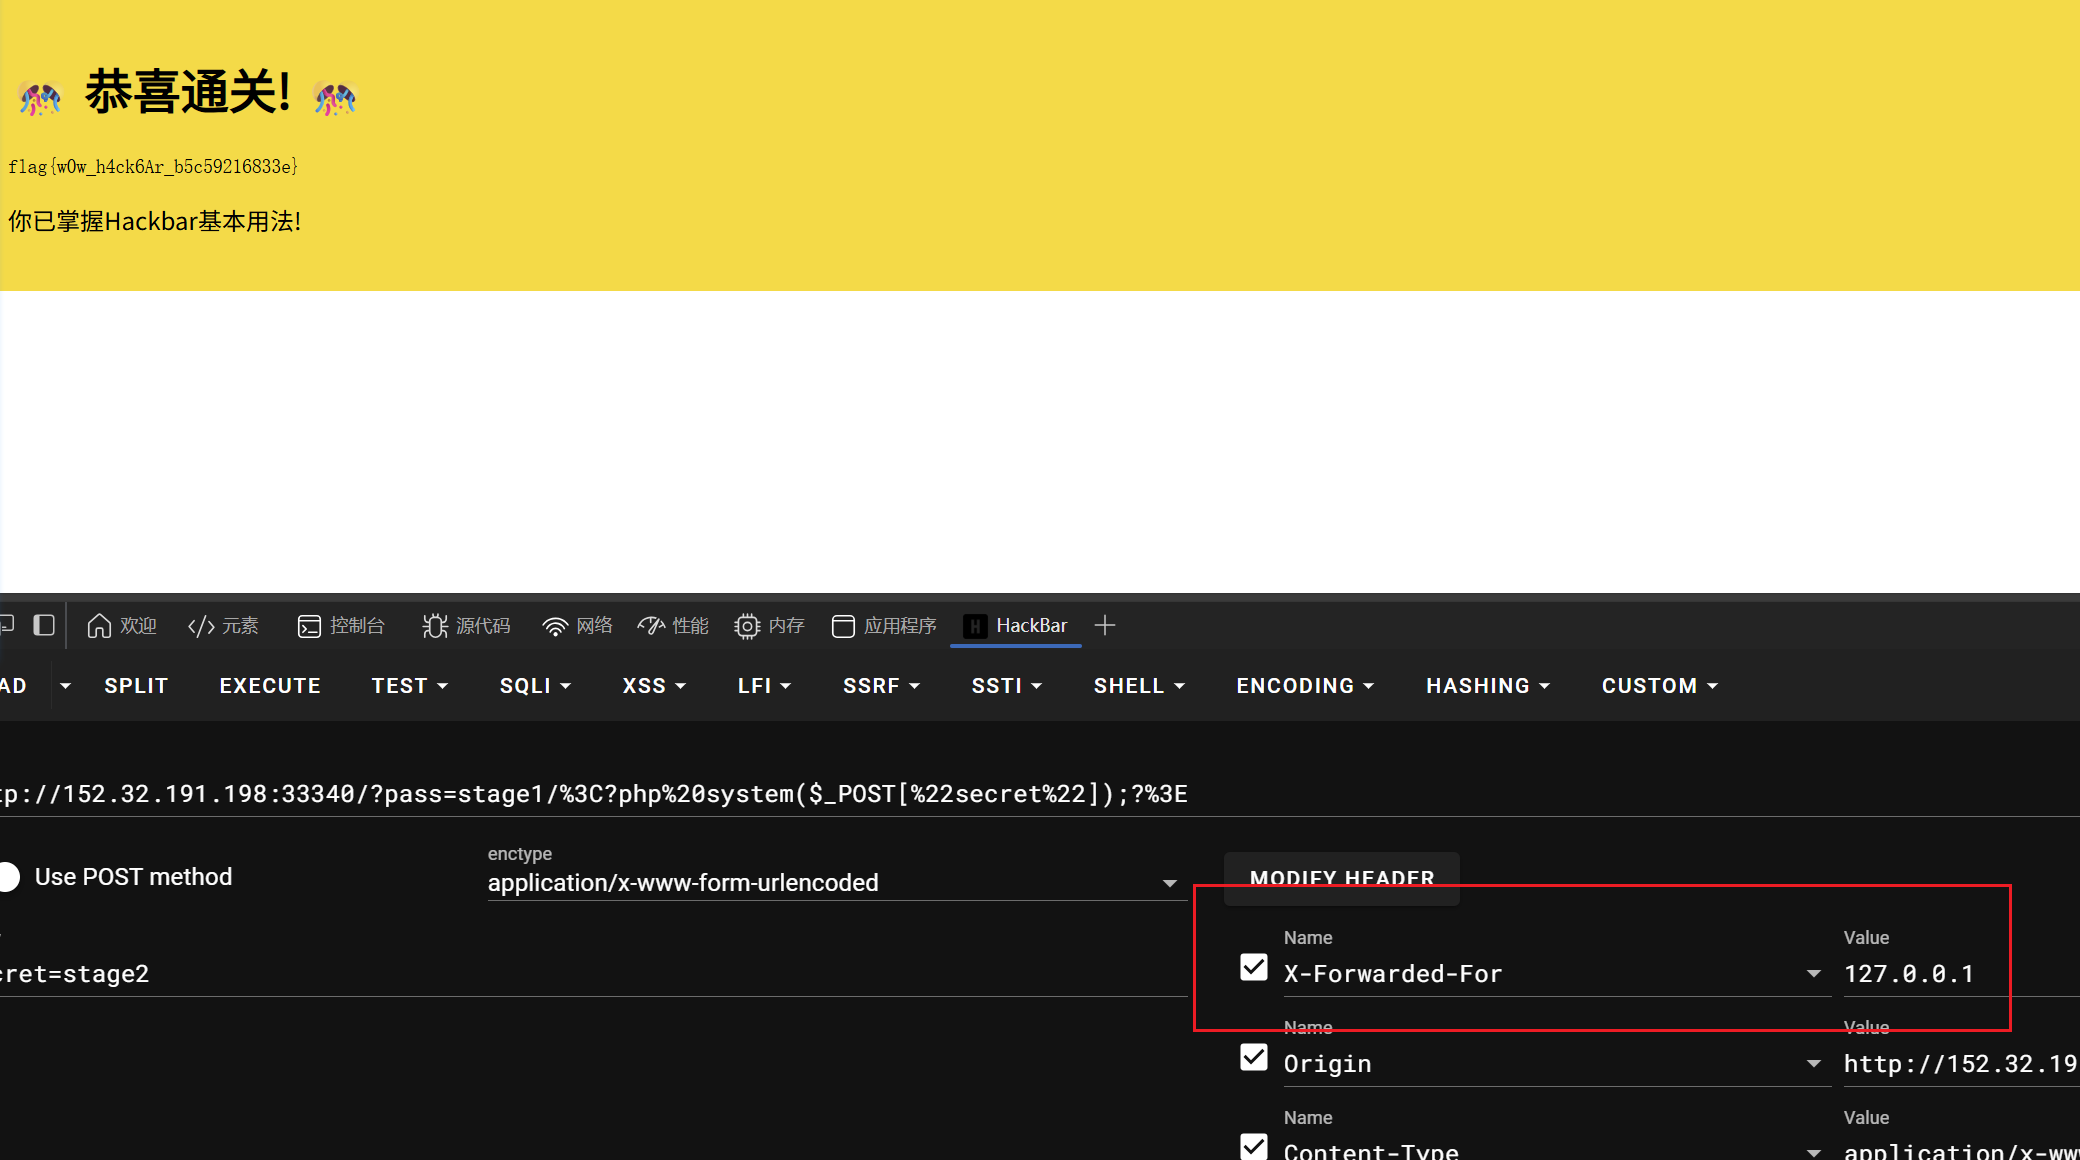 恭喜通关!
flag{w0w_h4ck6Ar_b5c59216833e}
你已掌握Hackbar基本用法!
欢迎 元素 控制台 源代码 网络 性能 内存 应用程序 HackBar
AD SPLIT EXECUTE TEST SQLI XSS LFI SSRF SSTI SHELL ENCODING HASHING CUSTOM
tp://152.32.191.198:33340/?pass=stage1/%3C?php%20system($_POST[%22secret%22]);?%3E
enctype
Use POST method application/x-www-form-urlencoded MODIFY HEADER
Name Value
cret=stage2 X-Forwarded-For 127.0.0.1
Name Value
Origin http://152.32.19
Name Value
Content-Type application/x-ww